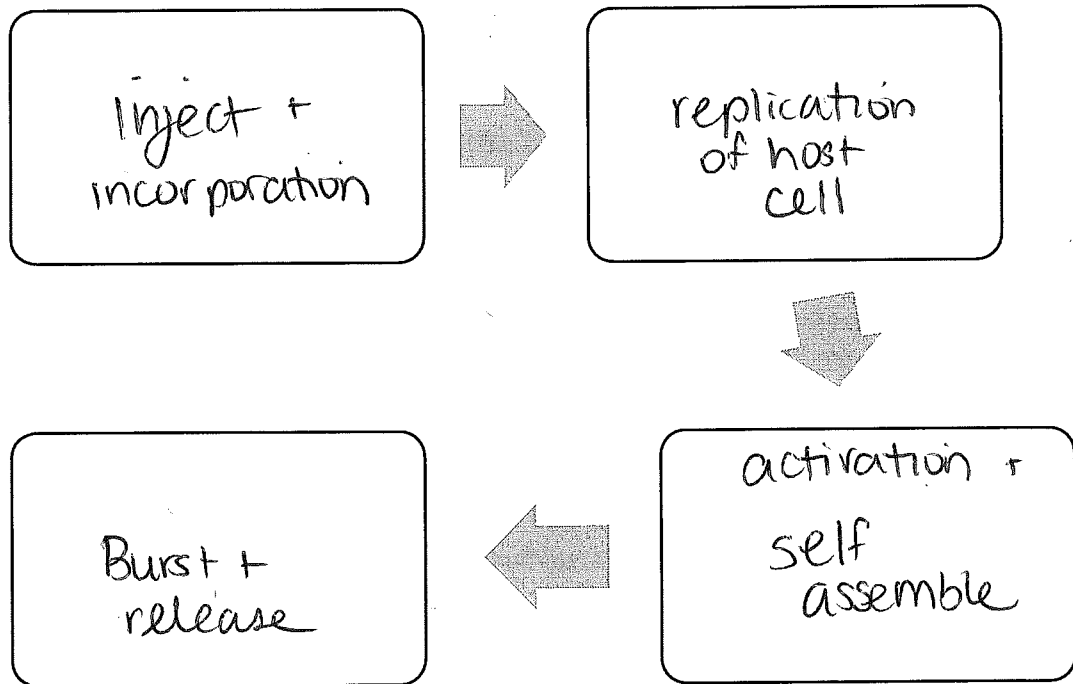 Inject +
incorporation
replication
of host
cell
activation +
self
assemble
Burst +
release